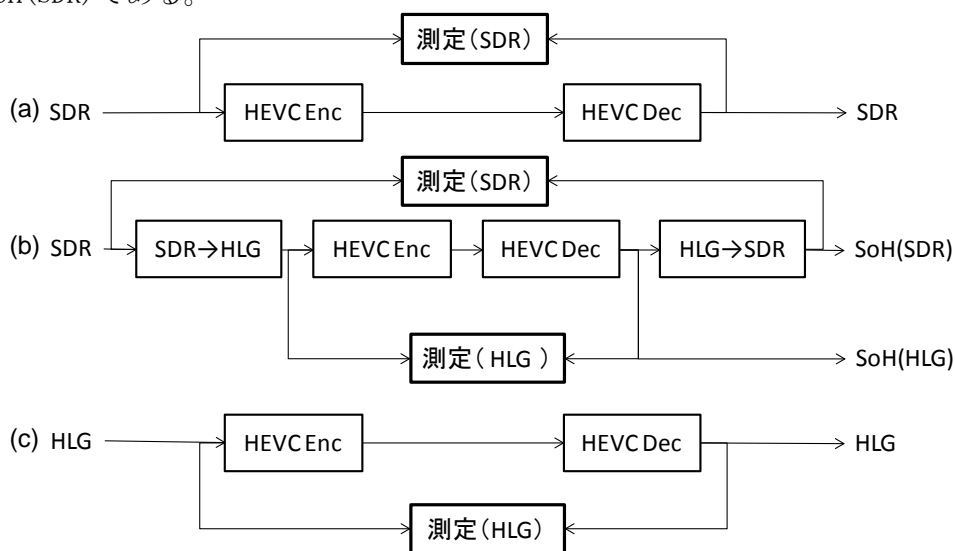 SoH(SDR)である。
測定(SDR)
(a) SDR
HEVC Enc
HEVC Dec
SDR
測定(SDR)
(b) SDR
SDR→HLG
HEVC Enc
HEVC Dec
HLG→SDR
SoH(SDR)
測定( HLG )
SoH(HLG)
(c) HLG
HEVC Enc
HEVC Dec
HLG
測定(HLG)